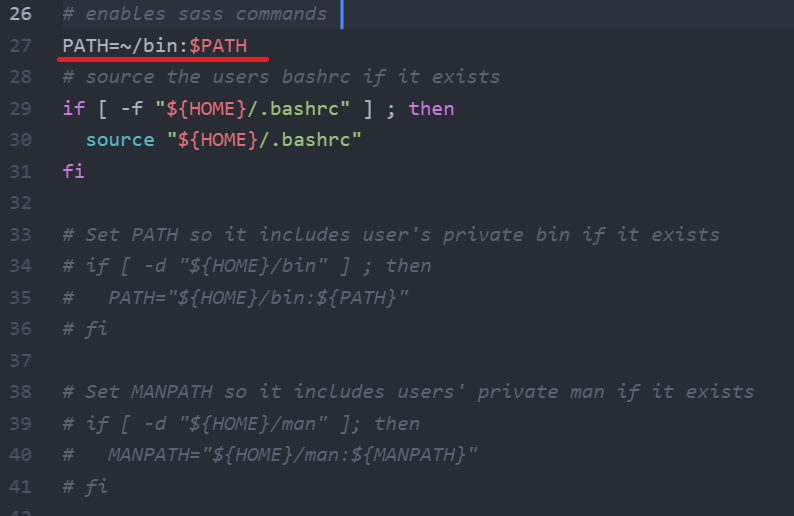 26 # enables sass commands
27 PATH=~/bin:$PATH
28 # source the users bashrc if it exists
29 if [ -f "${HOME}/.bashrc" ] ; then
30 source "${HOME}/.bashrc"
31 fi
32
33 # Set PATH so it includes user's private bin if it exists
34 # if [ -d "${HOME}/bin" ] ; then
35 #   PATH="${HOME}/bin:${PATH}"
36 # fi
37
38 # Set MANPATH so it includes users' private man if it exists
39 # if [ -d "${HOME}/man" ]; then
40 #   MANPATH="${HOME}/man:${MANPATH}"
41 # fi